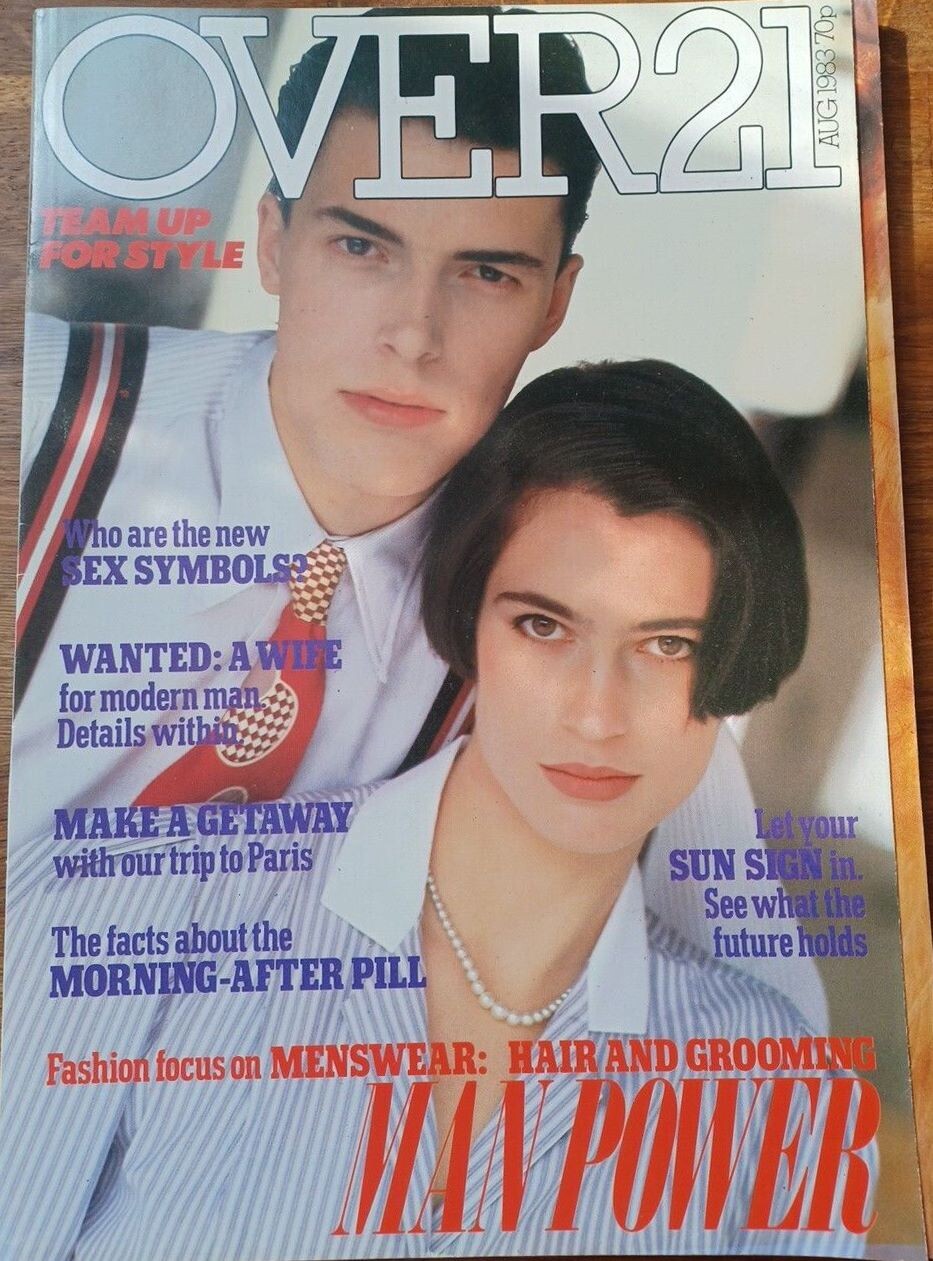 OVER21
AUG 1983 70p
TEAM UP
FOR STYLE
Who are the new
SEX SYMBOLS?
WANTED: A WIFE
for modern man.
Details within.
MAKE A GETAWAY
with our trip to Paris
The facts about the
MORNING-AFTER PILL
Let your
SUN SIGN in.
See what the
future holds
Fashion focus on MENSWEAR: HAIR AND GROOMING
MAN POWER